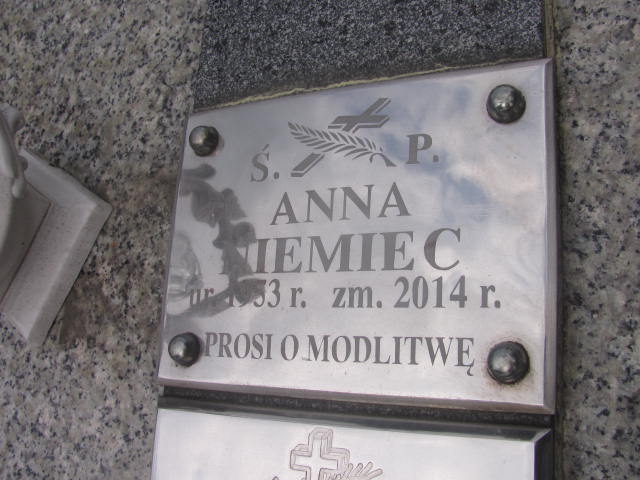 Ś. P.
ANNA
NIEMIEC
ur. 1953 r. zm. 2014 r.
PROSI O MODLITWĘ